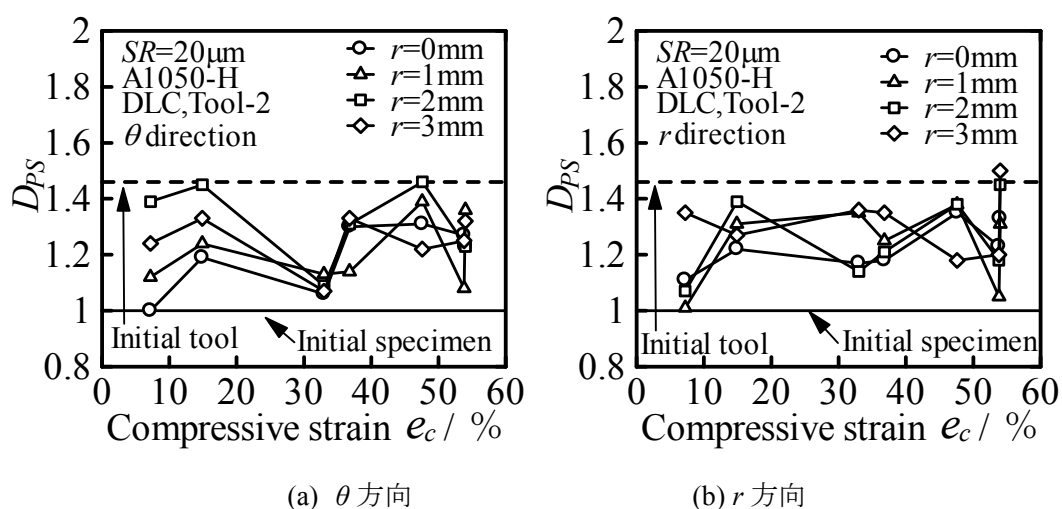 2
1.8
1.6
1.4
1.2
1
0.8
D_PS
SR=20μm
A1050-H
DLC,Tool-2
θ direction
r=0mm
r=1mm
r=2mm
r=3mm
Initial tool
Initial specimen
0 10 20 30 40 50 60
Compressive strain e_c / %
(a) θ 方向
2
1.8
1.6
1.4
1.2
1
0.8
D_PS
SR=20μm
A1050-H
DLC,Tool-2
r direction
r=0mm
r=1mm
r=2mm
r=3mm
Initial tool
Initial specimen
0 10 20 30 40 50 60
Compressive strain e_c / %
(b) r 方向